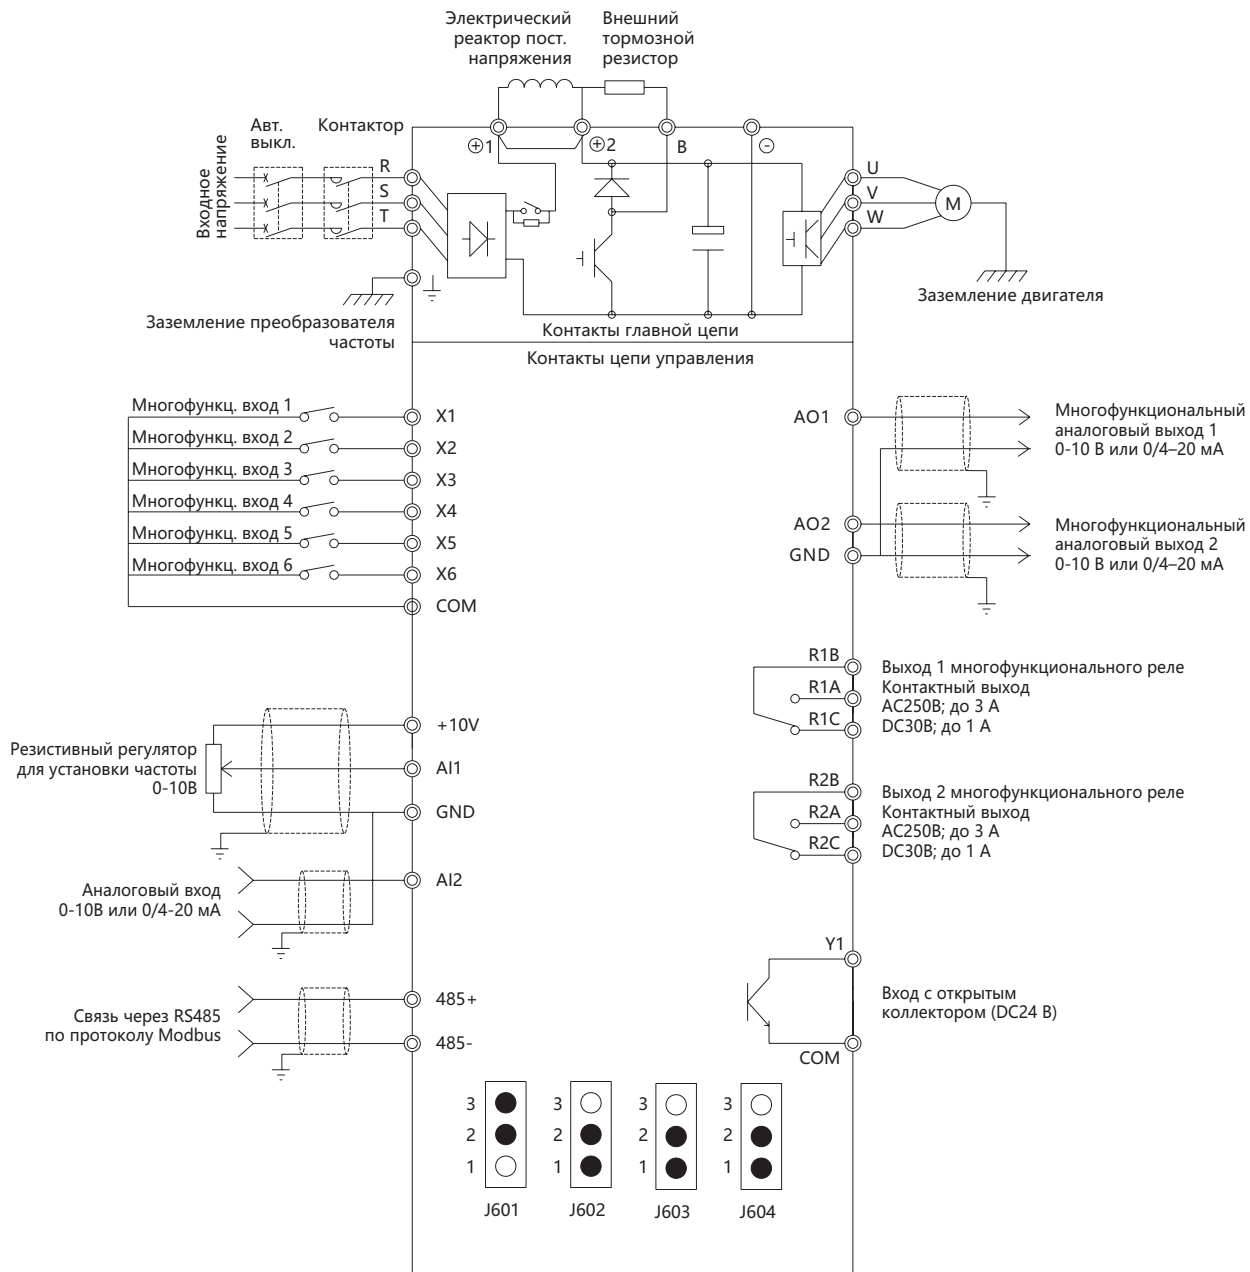 Электрический
реактор пост.
напряжения
Внешний
тормозной
резистор
Авт.
выкл.
Контактор
⊕1
⊕2
B
⊖
Входное
напряжение
R
S
T
U
V
W
M
Заземление двигателя
Заземление преобразователя
частоты
Контакты главной цепи
Контакты цепи управления
Многофункц. вход 1
X1
Многофункц. вход 2
X2
Многофункц. вход 3
X3
Многофункц. вход 4
X4
Многофункц. вход 5
X5
Многофункц. вход 6
X6
COM
AO1
Многофункциональный
аналоговый выход 1
0-10 В или 0/4–20 мА
AO2
GND
Многофункциональный
аналоговый выход 2
0-10 В или 0/4–20 мА
R1B
R1A
R1C
Выход 1 многофункционального реле
Контактный выход
AC250В; до 3 А
DC30В; до 1 А
Резистивный регулятор
для установки частоты
0-10В
+10V
AI1
GND
R2B
R2A
R2C
Выход 2 многофункционального реле
Контактный выход
AC250В; до 3 А
DC30В; до 1 А
Аналоговый вход
0-10В или 0/4-20 мА
AI2
Y1
COM
Вход с открытым
коллектором (DC24 В)
Связь через RS485
по протоколу Modbus
485+
485-
3
2
1
J601
3
2
1
J602
3
2
1
J603
3
2
1
J604